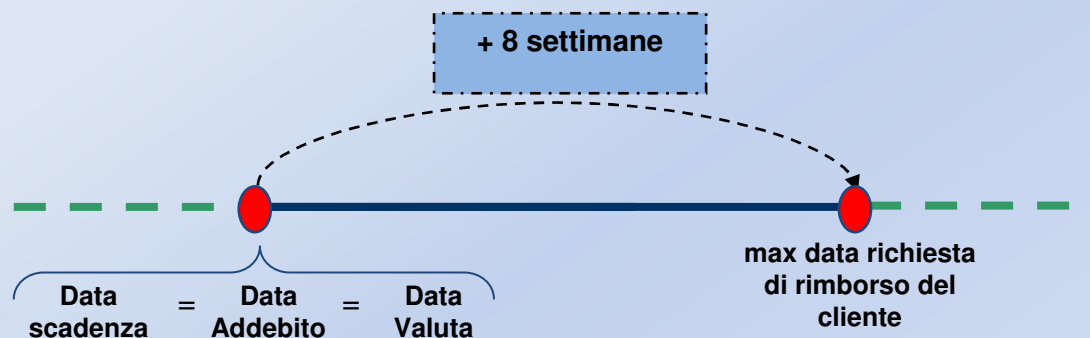 + 8 settimane
max data richiesta
di rimborso del
cliente
Data
scadenza
=
Data
Addebito
=
Data
Valuta